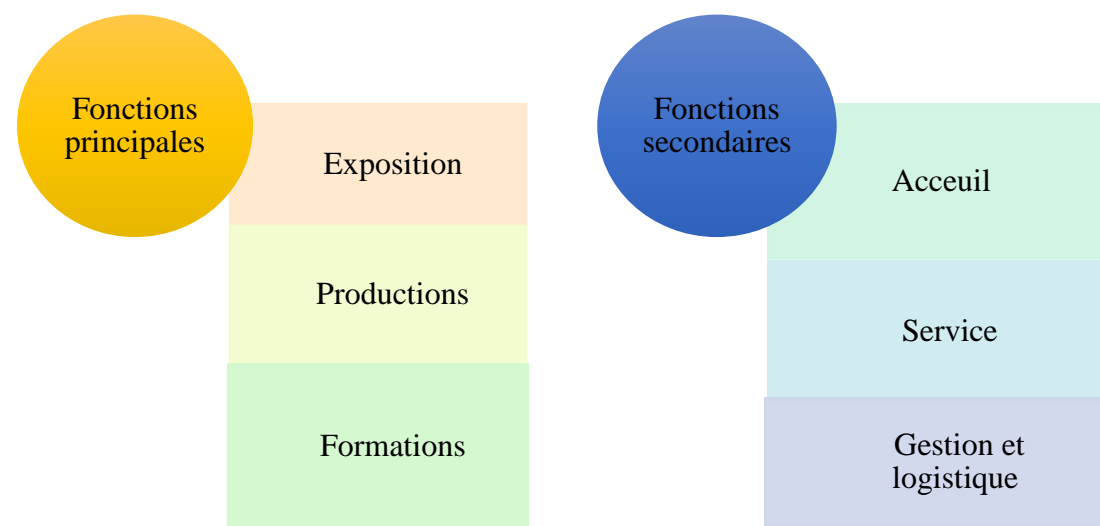 Fonctions
principales
Exposition
Productions
Formations
Fonctions
secondaires
Acceuil
Service
Gestion et
logistique